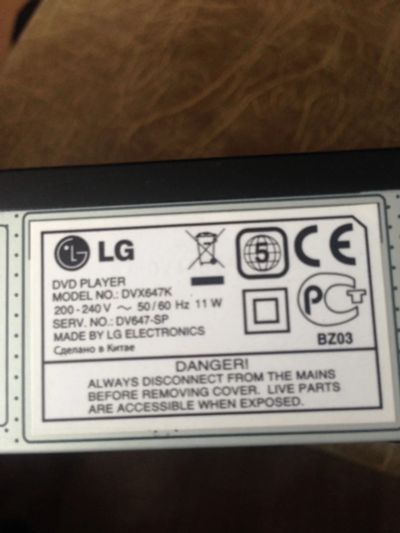 LG
5
CE
DVD PLAYER
MODEL NO.: DVX647K
200 - 240 V ~ 50 / 60 Hz 11 W
SERV. NO.: DV647-SP
MADE BY LG ELECTRONICS
Сделано в Китае
РСТ
BZ03
DANGER!
ALWAYS DISCONNECT FROM THE MAINS
BEFORE REMOVING COVER. LIVE PARTS
ARE ACCESSIBLE WHEN EXPOSED.